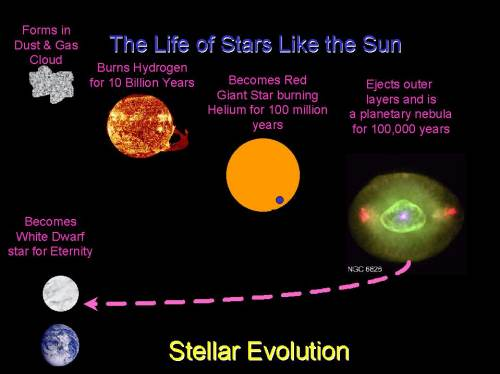 The Life of Stars Like the Sun
Forms in
Dust & Gas
Cloud
Burns Hydrogen
for 10 Billion Years
Becomes Red
Giant Star burning
Helium for 100 million
years
Ejects outer
layers and is
a planetary nebula
for 100,000 years
NGC 6826
Becomes
White Dwarf
star for Eternity
Stellar Evolution